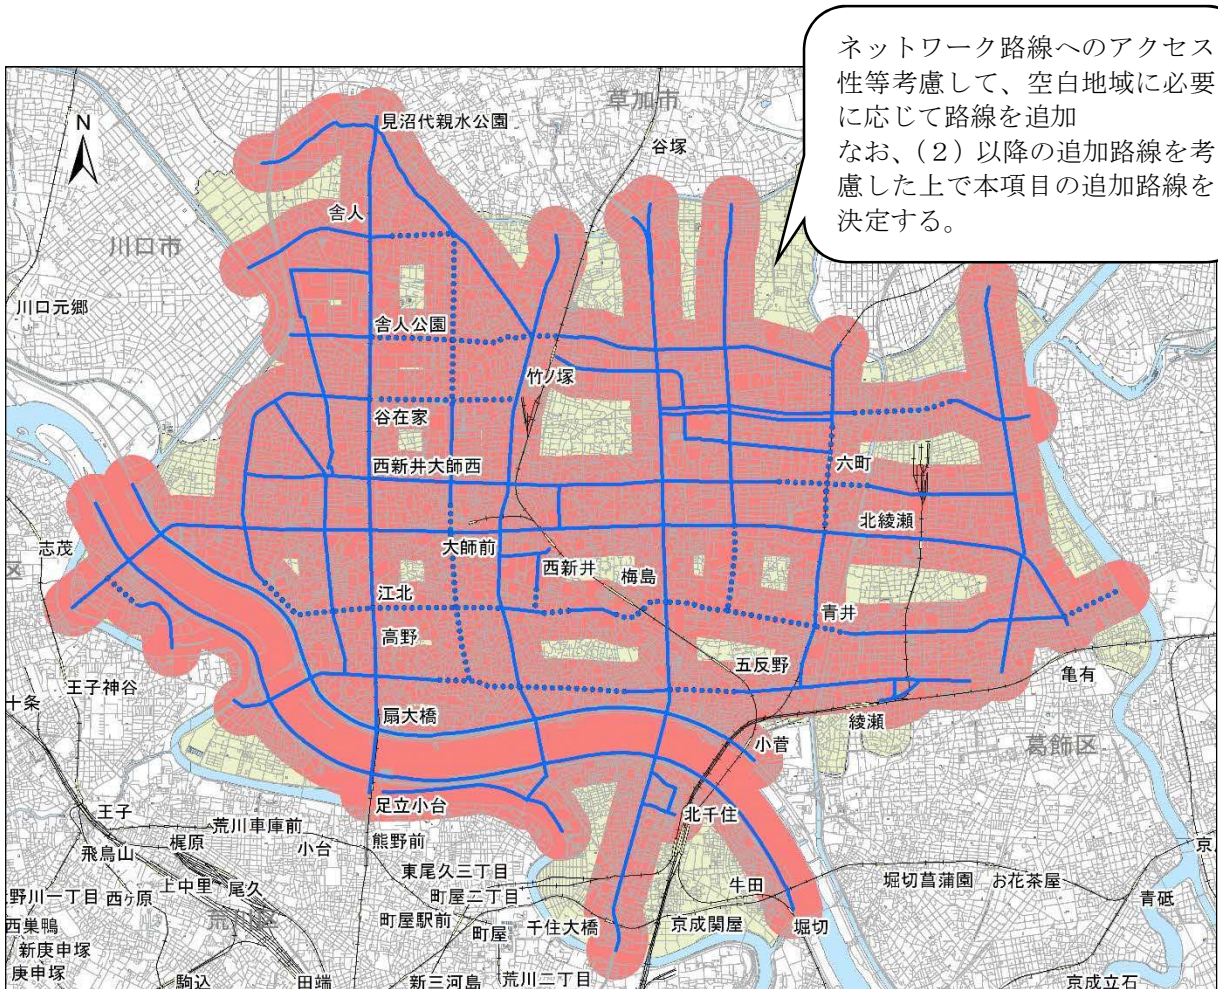 ネットワーク路線へのアクセス
性等考慮して、空白地域に必要
に応じて路線を追加
なお、(2)以降の追加路線を考
慮した上で本項目の追加路線を
決定する。
草加市
N
見沼代親水公園
谷塚
舎人
川口市
川口元郷
舎人公園
竹ノ塚
谷在家
西新井大師西
六町
北綾瀬
志茂
区
大師前
西新井
梅島
江北
青井
高野
五反野
王子神谷
亀有
十条
扇大橋
綾瀬
小菅
葛飾区
足立小台
北千住
王子
荒川車庫前
熊野前
飛鳥山
梶原
小台
東尾久三丁目
上中里
尾久
町屋二丁目
牛田
堀切菖蒲園
お花茶屋
野川一丁目
西ヶ原
荒川区
町屋駅前
町屋
千住大橋
京成関屋
堀切
青砥
京
西巣鴨
新庚申塚
庚申塚
駒込
田端
新三河島
荒川二丁目
京成立石